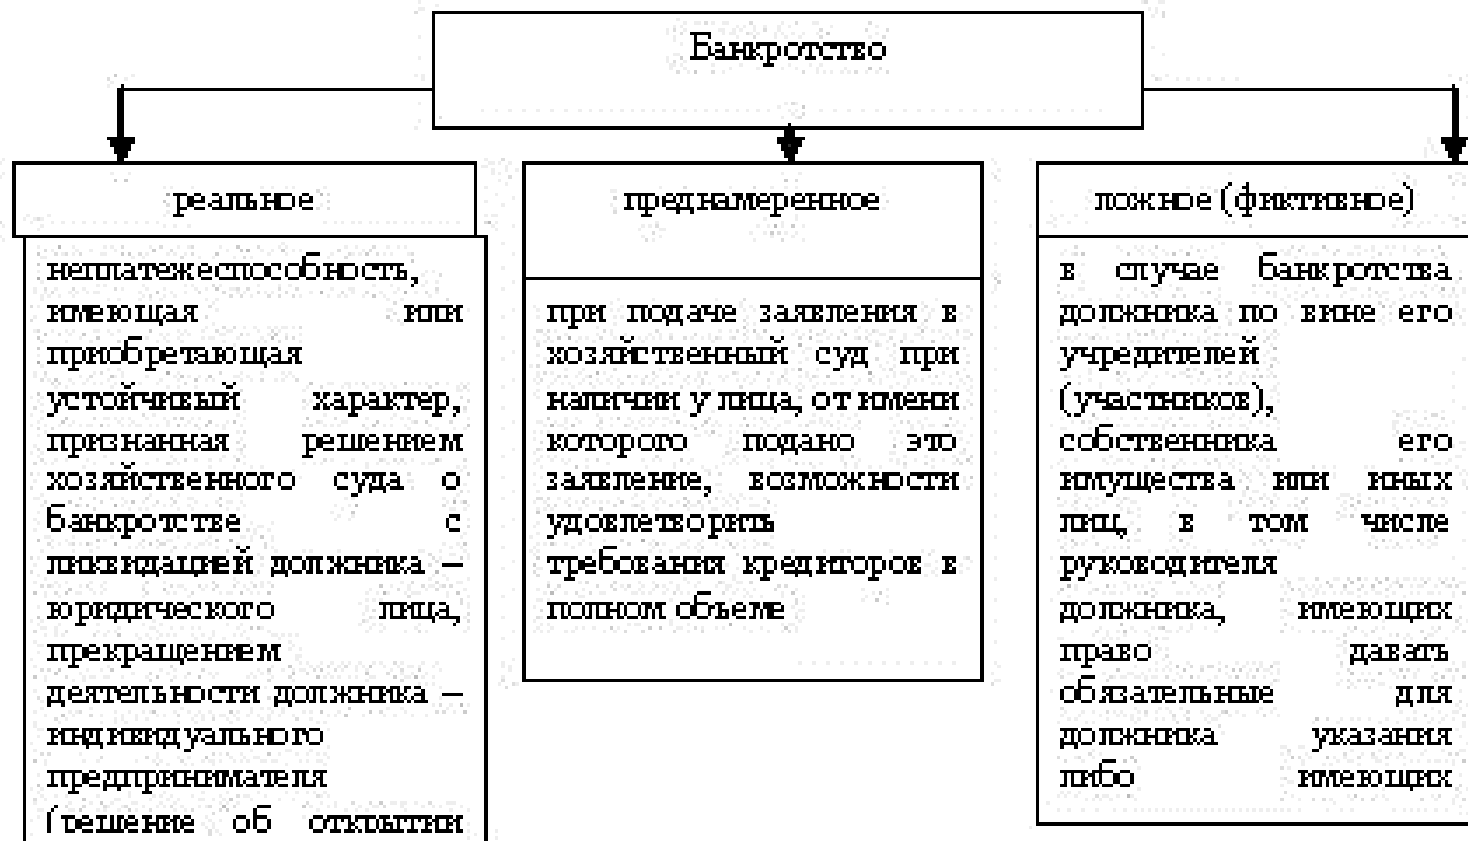 Банкротство
реальное
неплатежеспособность,
имеющая или
приобретающая
устойчивый характер,
признанная решением
хозяйственного суда о
банкротстве с
ликвидацией должника –
юридического лица,
прекращением
деятельности должника –
индивидуального
предпринимателя
(решение об открытии
преднамеренное
при подаче заявления в
хозяйственный суд при
наличии у лица, от имени
которого подано это
заявление, возможности
удовлетворить
требования кредиторов в
полном объеме
ложное (фиктивное)
в случае банкротства
должника по вине его
учредителей
(участников),
собственника его
имущества или иных
лиц, в том числе
руководителя
должника, имеющих
право давать
обязательные для
должника указания
либо имеющих